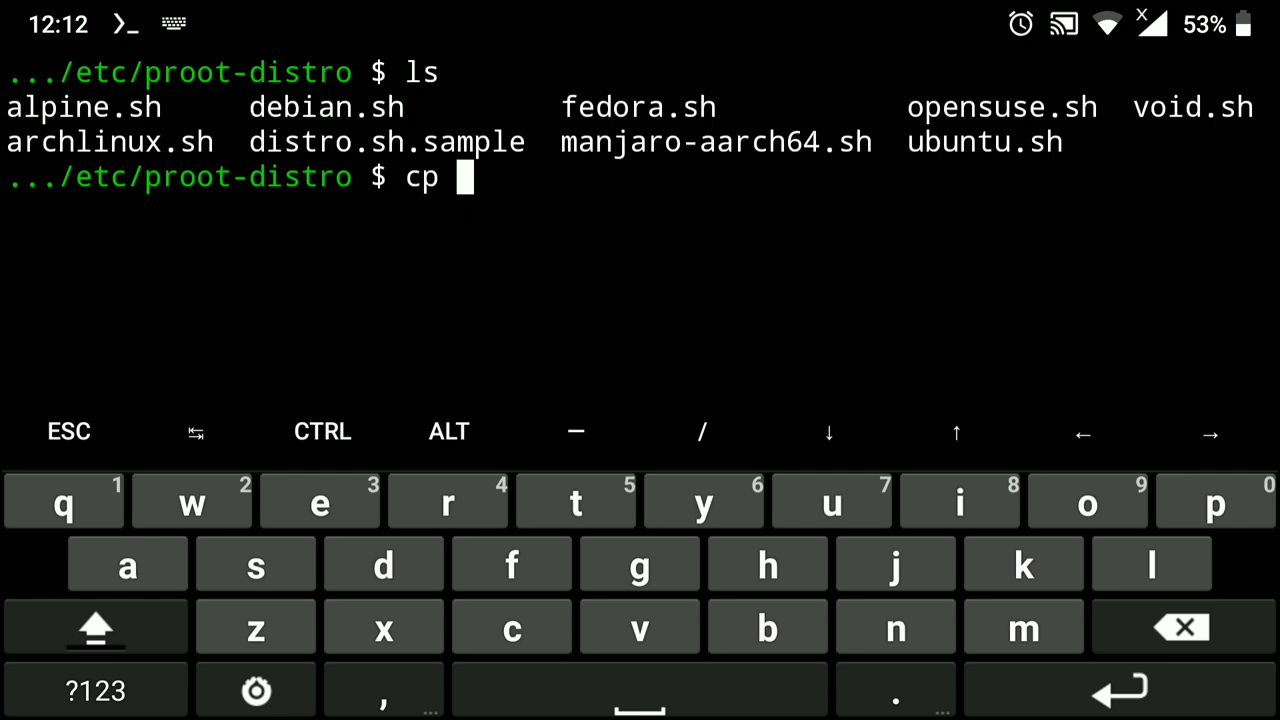 12:12 53%
.../etc/proot-distro $ ls
alpine.sh debian.sh fedora.sh opensuse.sh void.sh
archlinux.sh distro.sh.sample manjaro-aarch64.sh ubuntu.sh
.../etc/proot-distro $ cp
ESC ↹ CTRL ALT — / ↓ ↑ ← →
q 1 w 2 e 3 r 4 t 5 y 6 u 7 i 8 o 9 p 0
a s d f g h j k l
z x c v b n m
?123 , ... . ...